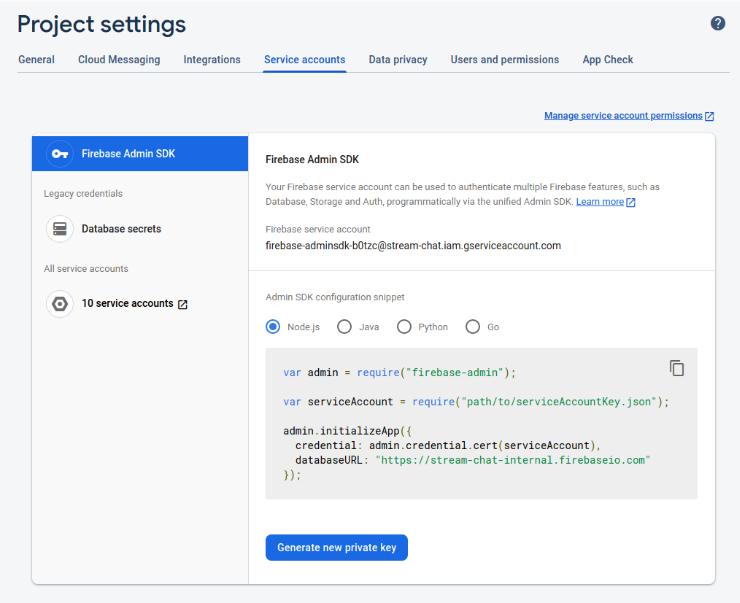 Project settings
General Cloud Messaging Integrations Service accounts Data privacy Users and permissions App Check
Manage service account permissions
Firebase Admin SDK
Legacy credentials
Database secrets
All service accounts
10 service accounts
Firebase Admin SDK
Your Firebase service account can be used to authenticate multiple Firebase features, such as
Database, Storage and Auth, programmatically via the unified Admin SDK. Learn more
Firebase service account
firebase-adminsdk-b0tzc@stream-chat.iam.gserviceaccount.com
Admin SDK configuration snippet
Node.js Java Python Go
var admin = require("firebase-admin");
var serviceAccount = require("path/to/serviceAccountKey.json");
admin.initializeApp({
  credential: admin.credential.cert(serviceAccount),
  databaseURL: "https://stream-chat-internal.firebaseio.com"
});
Generate new private key